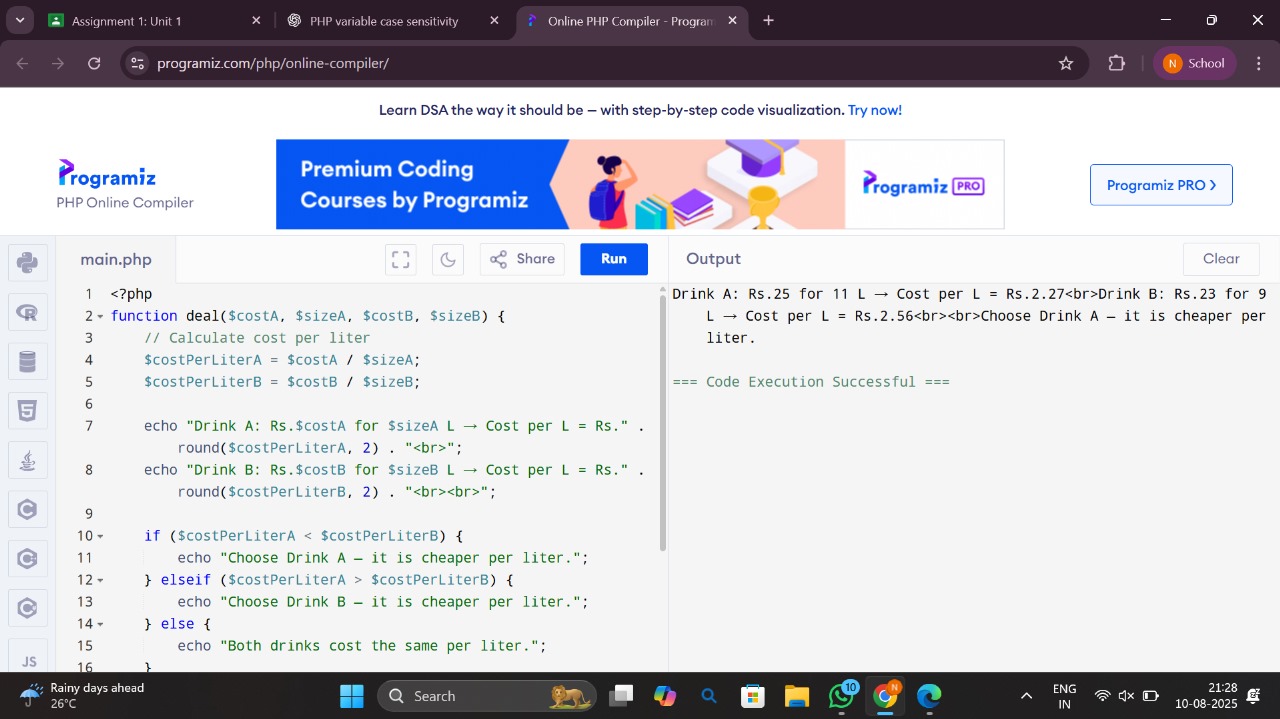 Assignment 1: Unit 1
PHP variable case sensitivity
Online PHP Compiler - Program
programiz.com/php/online-compiler/
N School
Learn DSA the way it should be — with step-by-step code visualization. Try now!
Programiz
PHP Online Compiler
Premium Coding
Courses by Programiz
Programiz PRO
Programiz PRO ❯
main.php
Share
Run
Output
Clear
1 <?php
2 function deal($costA, $sizeA, $costB, $sizeB) {
3 // Calculate cost per liter
4 $costPerLiterA = $costA / $sizeA;
5 $costPerLiterB = $costB / $sizeB;
6
7 echo "Drink A: Rs.$costA for $sizeA L → Cost per L = Rs." .
round($costPerLiterA, 2) . "<br>";
8 echo "Drink B: Rs.$costB for $sizeB L → Cost per L = Rs." .
round($costPerLiterB, 2) . "<br><br>";
9
10 if ($costPerLiterA < $costPerLiterB) {
11 echo "Choose Drink A — it is cheaper per liter.";
12 } elseif ($costPerLiterA > $costPerLiterB) {
13 echo "Choose Drink B — it is cheaper per liter.";
14 } else {
15 echo "Both drinks cost the same per liter.";
16 }
Drink A: Rs.25 for 11 L → Cost per L = Rs.2.27<br>Drink B: Rs.23 for 9
L → Cost per L = Rs.2.56<br><br>Choose Drink A — it is cheaper per
liter.
=== Code Execution Successful ===
JS
Rainy days ahead
26°C
Search
10
N
ENG
IN
21:28
10-08-2025